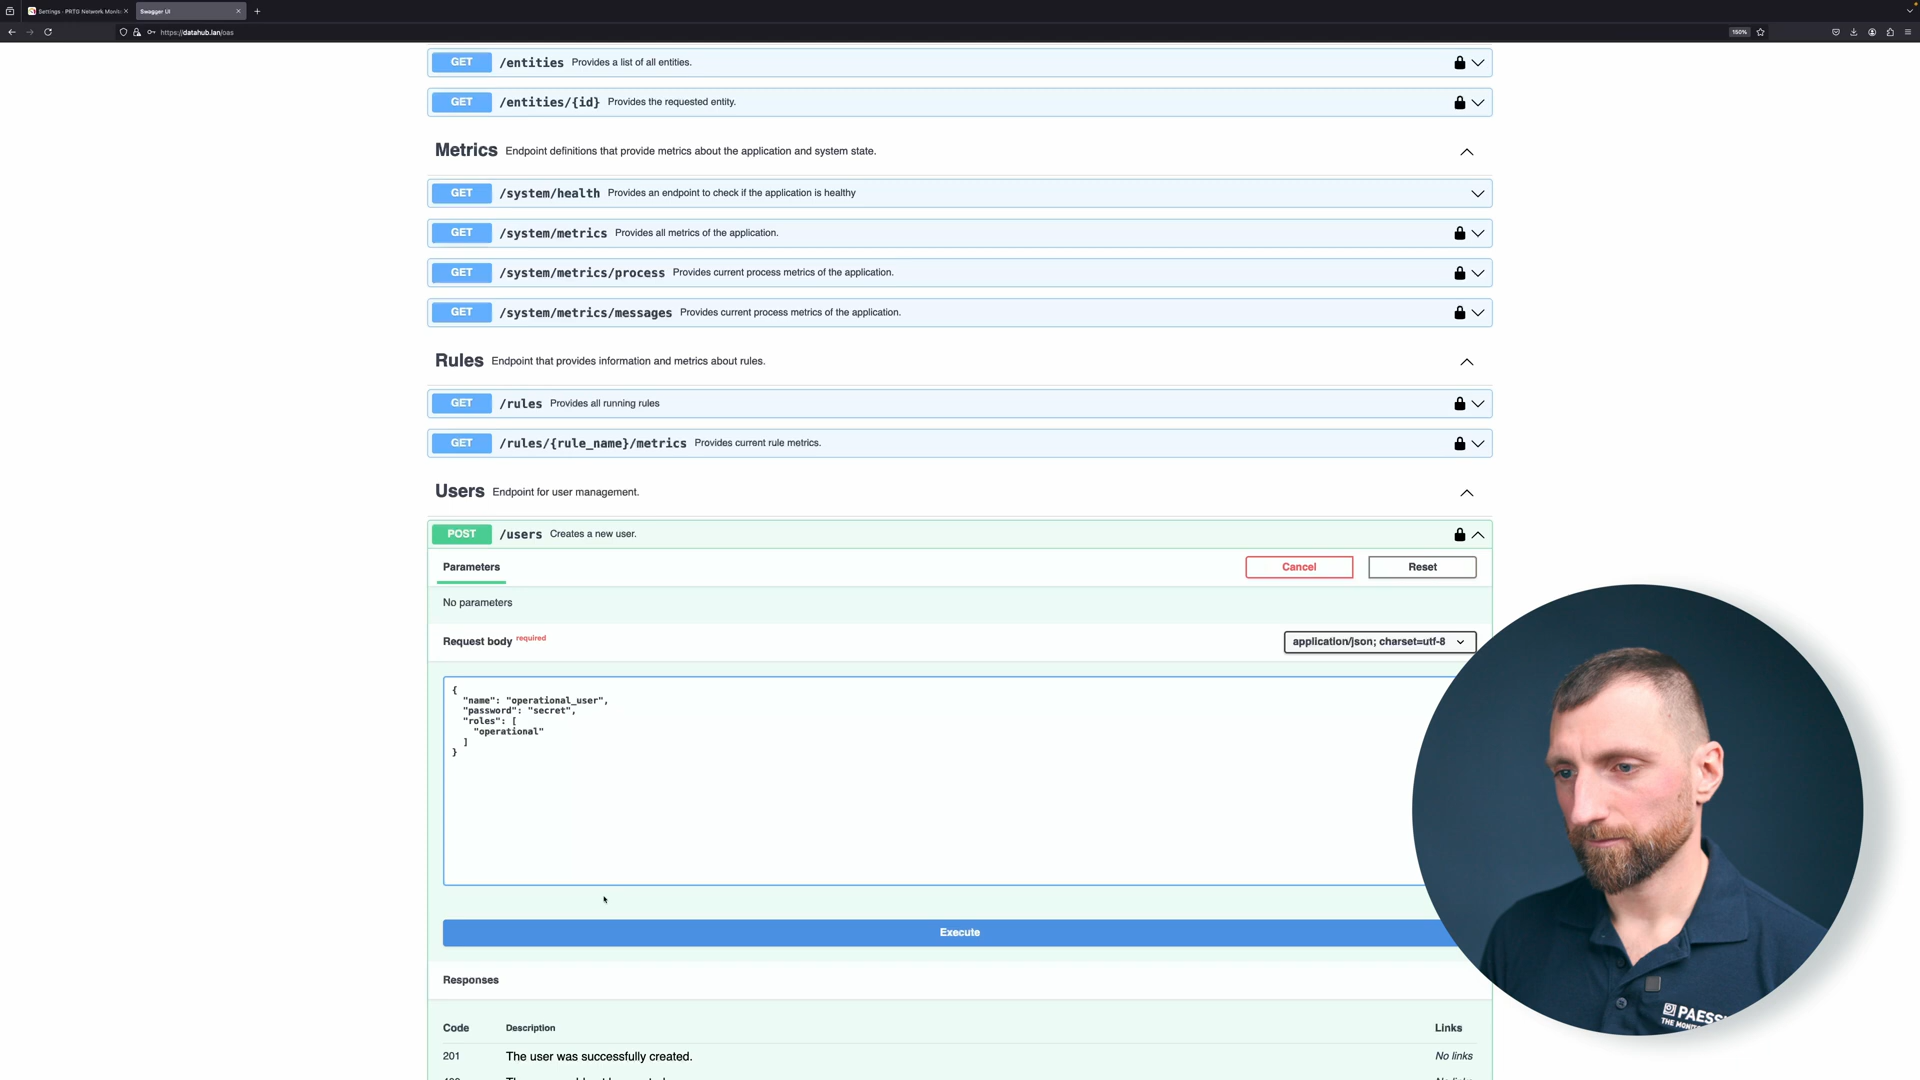 Settings - PRTG Network Monit
Swagger UI
https://datahub.lan/oas
150%
GET /entities Provides a list of all entities.
GET /entities/{id} Provides the requested entity.
Metrics Endpoint definitions that provide metrics about the application and system state.
GET /system/health Provides an endpoint to check if the application is healthy
GET /system/metrics Provides all metrics of the application.
GET /system/metrics/process Provides current process metrics of the application.
GET /system/metrics/messages Provides current process metrics of the application.
Rules Endpoint that provides information and metrics about rules.
GET /rules Provides all running rules
GET /rules/{rule_name}/metrics Provides current rule metrics.
Users Endpoint for user management.
POST /users Creates a new user.
Parameters Cancel Reset
No parameters
Request body required application/json; charset=utf-8
{
"name": "operational_user",
"password": "secret",
"roles": [
"operational"
]
}
Execute
Responses
Code Description Links
201 The user was successfully created. No links
PAESS
THE MONIT